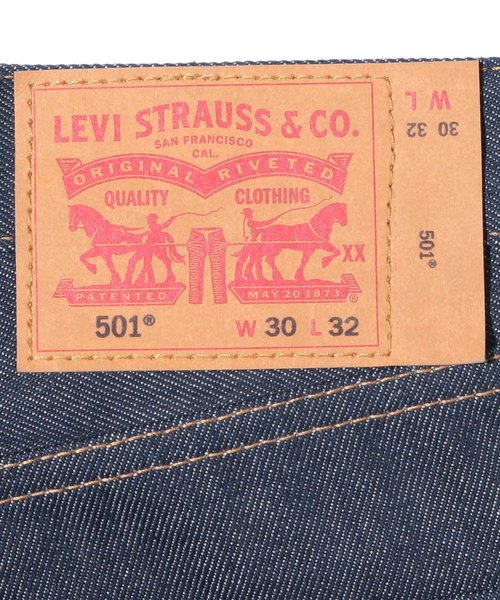 LEVI STRAUSS & CO.
SAN FRANCISCO
CAL.
ORIGINAL RIVETED
QUALITY CLOTHING
XX
PATENTED MAY 20 1873 ®
501® W 30 L 32
W L
30 32
501®